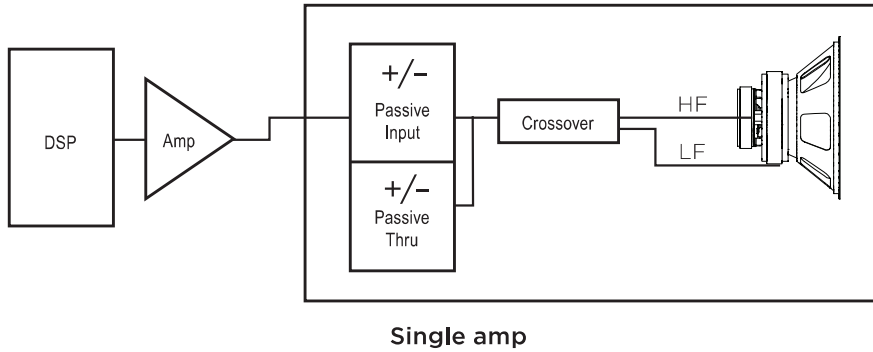 DSP
Amp
+/–
Passive
Input
+/–
Passive
Thru
Crossover
HF
LF
Single amp